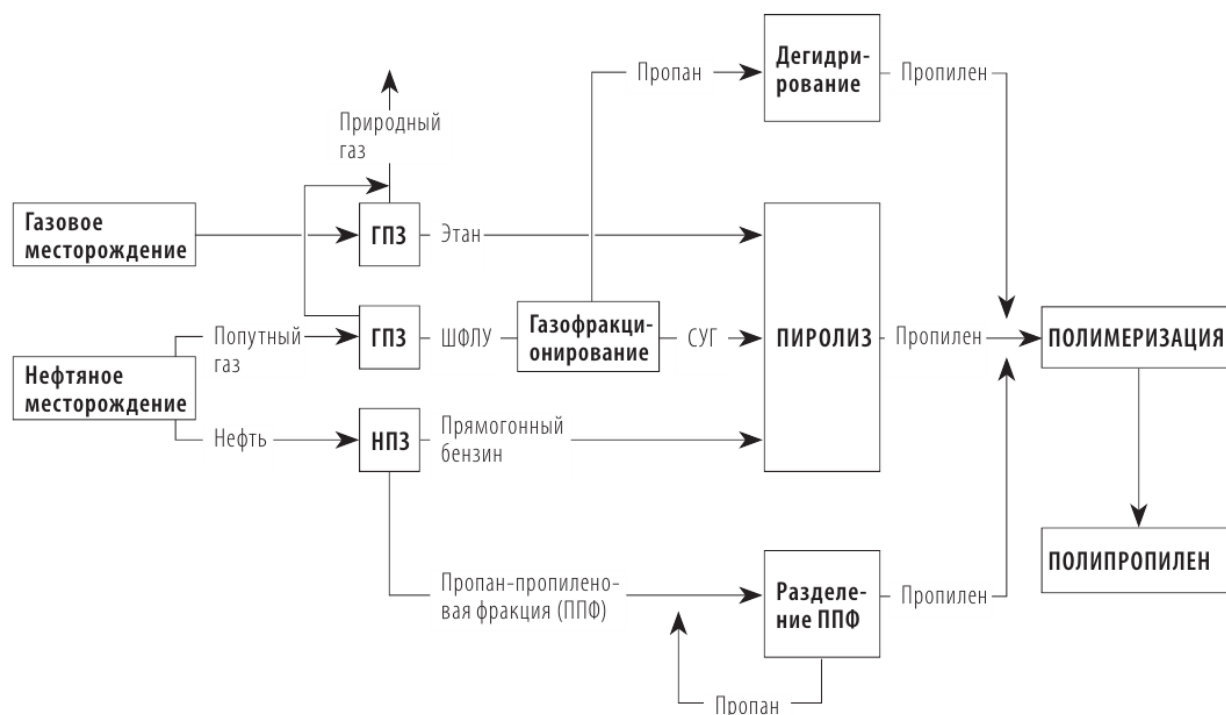 Дегидри-
рование
Пропан
Пропилен
Природный
газ
Газовое
месторождение
ГПЗ
Этан
Попутный
газ
ГПЗ
ШФЛУ
Газофракци-
онирование
СУГ
ПИРОЛИЗ
Пропилен
ПОЛИМЕРИЗАЦИЯ
Нефтяное
месторождение
Нефть
НПЗ
Прямогонный
бензин
Пропан-пропилено-
вая фракция (ППФ)
Разделе-
ние ППФ
Пропилен
ПОЛИПРОПИЛЕН
Пропан